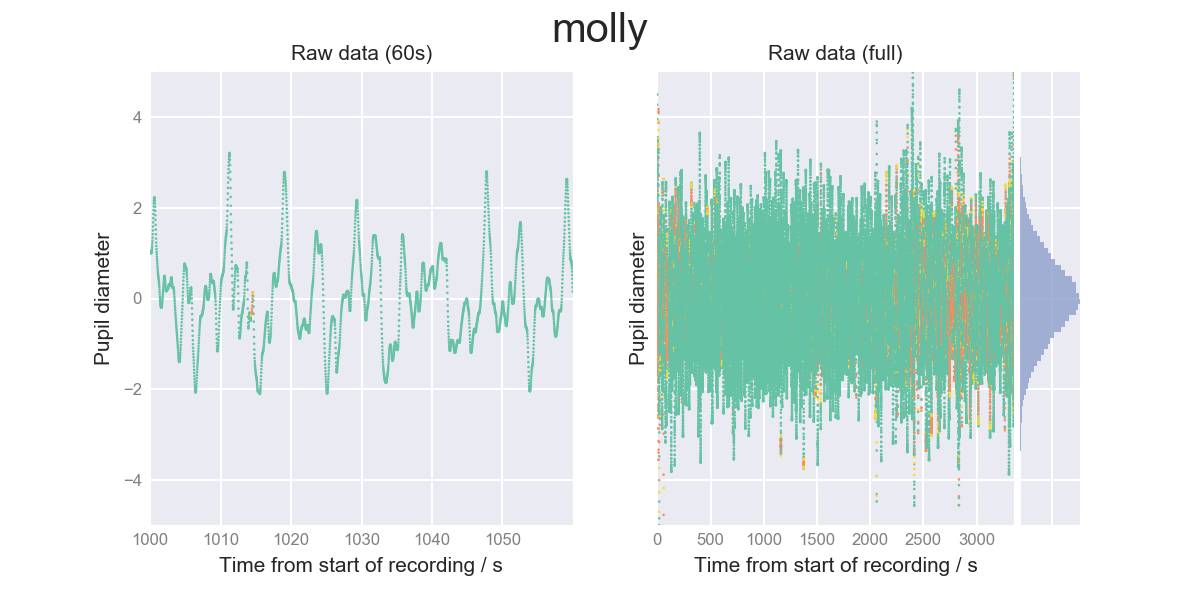 molly
Raw data (60s)
Raw data (full)
Pupil diameter
4
2
0
−2
−4
1000
1010
1020
1030
1040
1050
Time from start of recording / s
Pupil diameter
0
500
1000
1500
2000
2500
3000
Time from start of recording / s